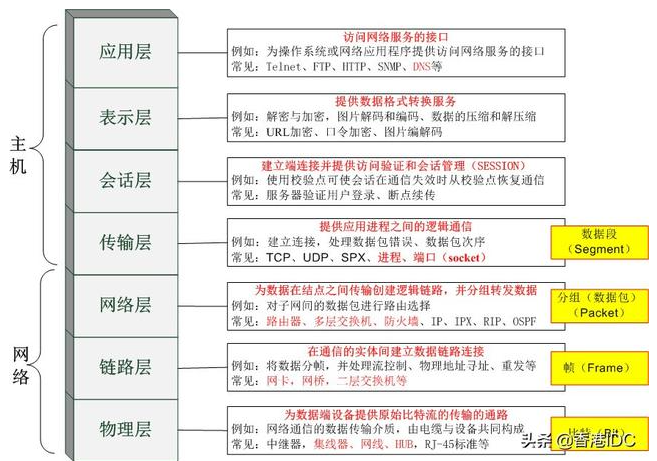 主机
网络
应用层
访问网络服务的接口
例如：为操作系统或网络应用程序提供访问网络服务的接口
常见：Telnet、FTP、HTTP、SNMP、DNS等
表示层
提供数据格式转换服务
例如：解密与加密，图片解码和编码、数据的压缩和解压缩
常见：URL加密、口令加密、图片编解码
会话层
建立端连接并提供访问验证和会话管理（SESSION）
例如：使用校验点可使会话在通信失效时从校验点恢复通信
常见：服务器验证用户登录、断点续传
传输层
提供应用进程之间的逻辑通信
例如：建立连接，处理数据包错误、数据包次序
常见：TCP、UDP、SPX、进程、端口（socket）
数据段
（Segment）
网络层
为数据在结点之间传输创建逻辑链路，并分组转发数据
例如：对子网间的数据包进行路由选择
常见：路由器、多层交换机、防火墙、IP、IPX、RIP、OSPF
分组（数据包）
（Packet）
链路层
在通信的实体间建立数据链路连接
例如：将数据分帧，并处理流控制、物理地址寻址、重发等
常见：网卡，网桥，二层交换机等
帧（Frame）
物理层
为数据端设备提供原始比特流的传输的通路
例如：网络通信的数据传输介质，由电缆与设备共同构成
常见：中继器，集线器、网线、HUB，RJ-45标准等
比特（Bit）
头条 @香港IDC